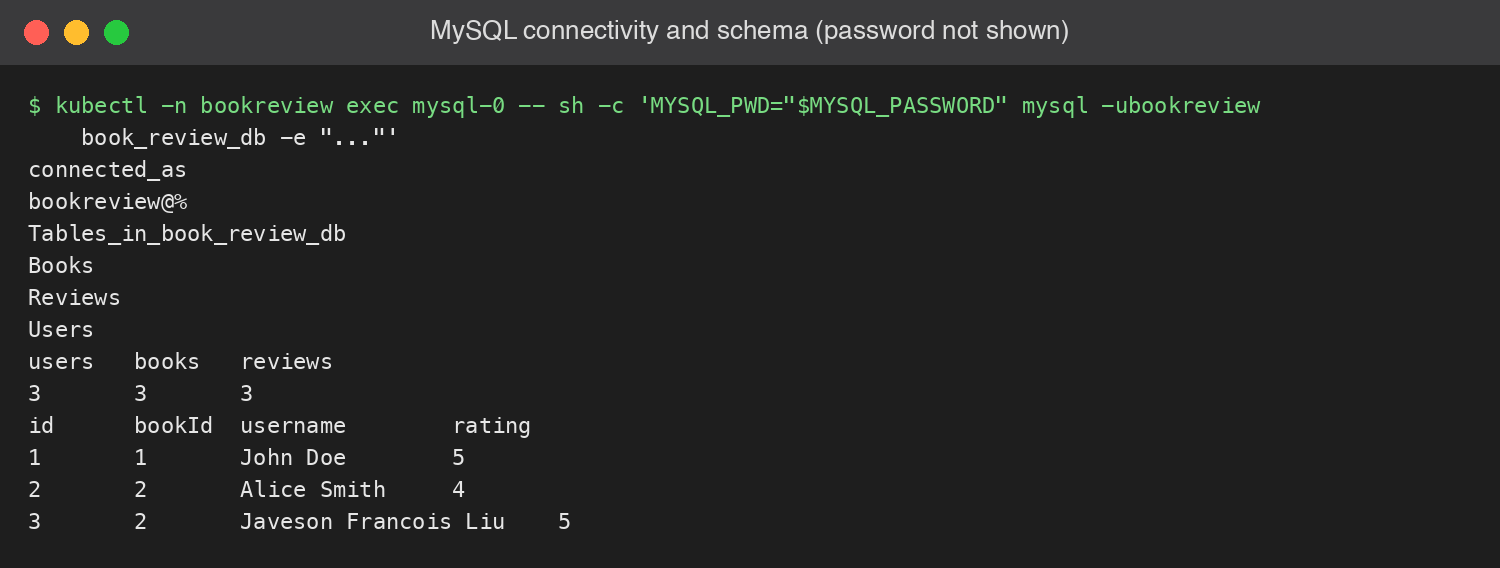 MySQL connectivity and schema (password not shown)
$ kubectl -n bookreview exec mysql-0 -- sh -c 'MYSQL_PWD="$MYSQL_PASSWORD" mysql -ubookreview
book_review_db -e "..."'
connected_as
bookreview@%
Tables_in_book_review_db
Books
Reviews
Users
users books reviews
3 3 3
id bookId username rating
1 1 John Doe 5
2 2 Alice Smith 4
3 2 Javeson Francois Liu 5